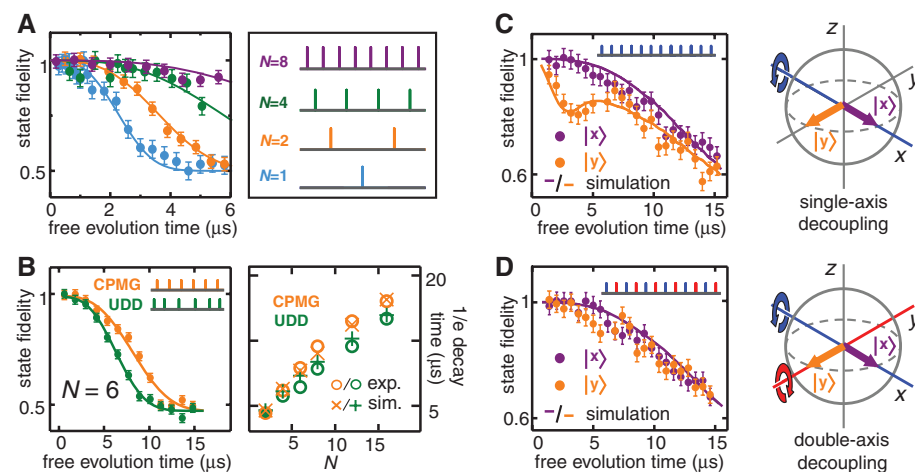 A
state fidelity
1
0.5
0 2 4 6
free evolution time (μs)
N=8
N=4
N=2
N=1
B
state fidelity
1
0.5
CPMG
UDD
N = 6
0 5 10 15
free evolution time (μs)
CPMG
UDD
○/○ exp.
×/+ sim.
5 10 15
N
20
5
1/e decay
time (μs)
C
state fidelity
1
0.6
|x⟩
|y⟩
–/– simulation
0 5 10 15
free evolution time (μs)
z
y
|x⟩
|y⟩
x
single-axis
decoupling
D
state fidelity
1
0.6
|x⟩
|y⟩
–/– simulation
0 5 10 15
free evolution time (μs)
z
y
|x⟩
|y⟩
x
double-axis
decoupling